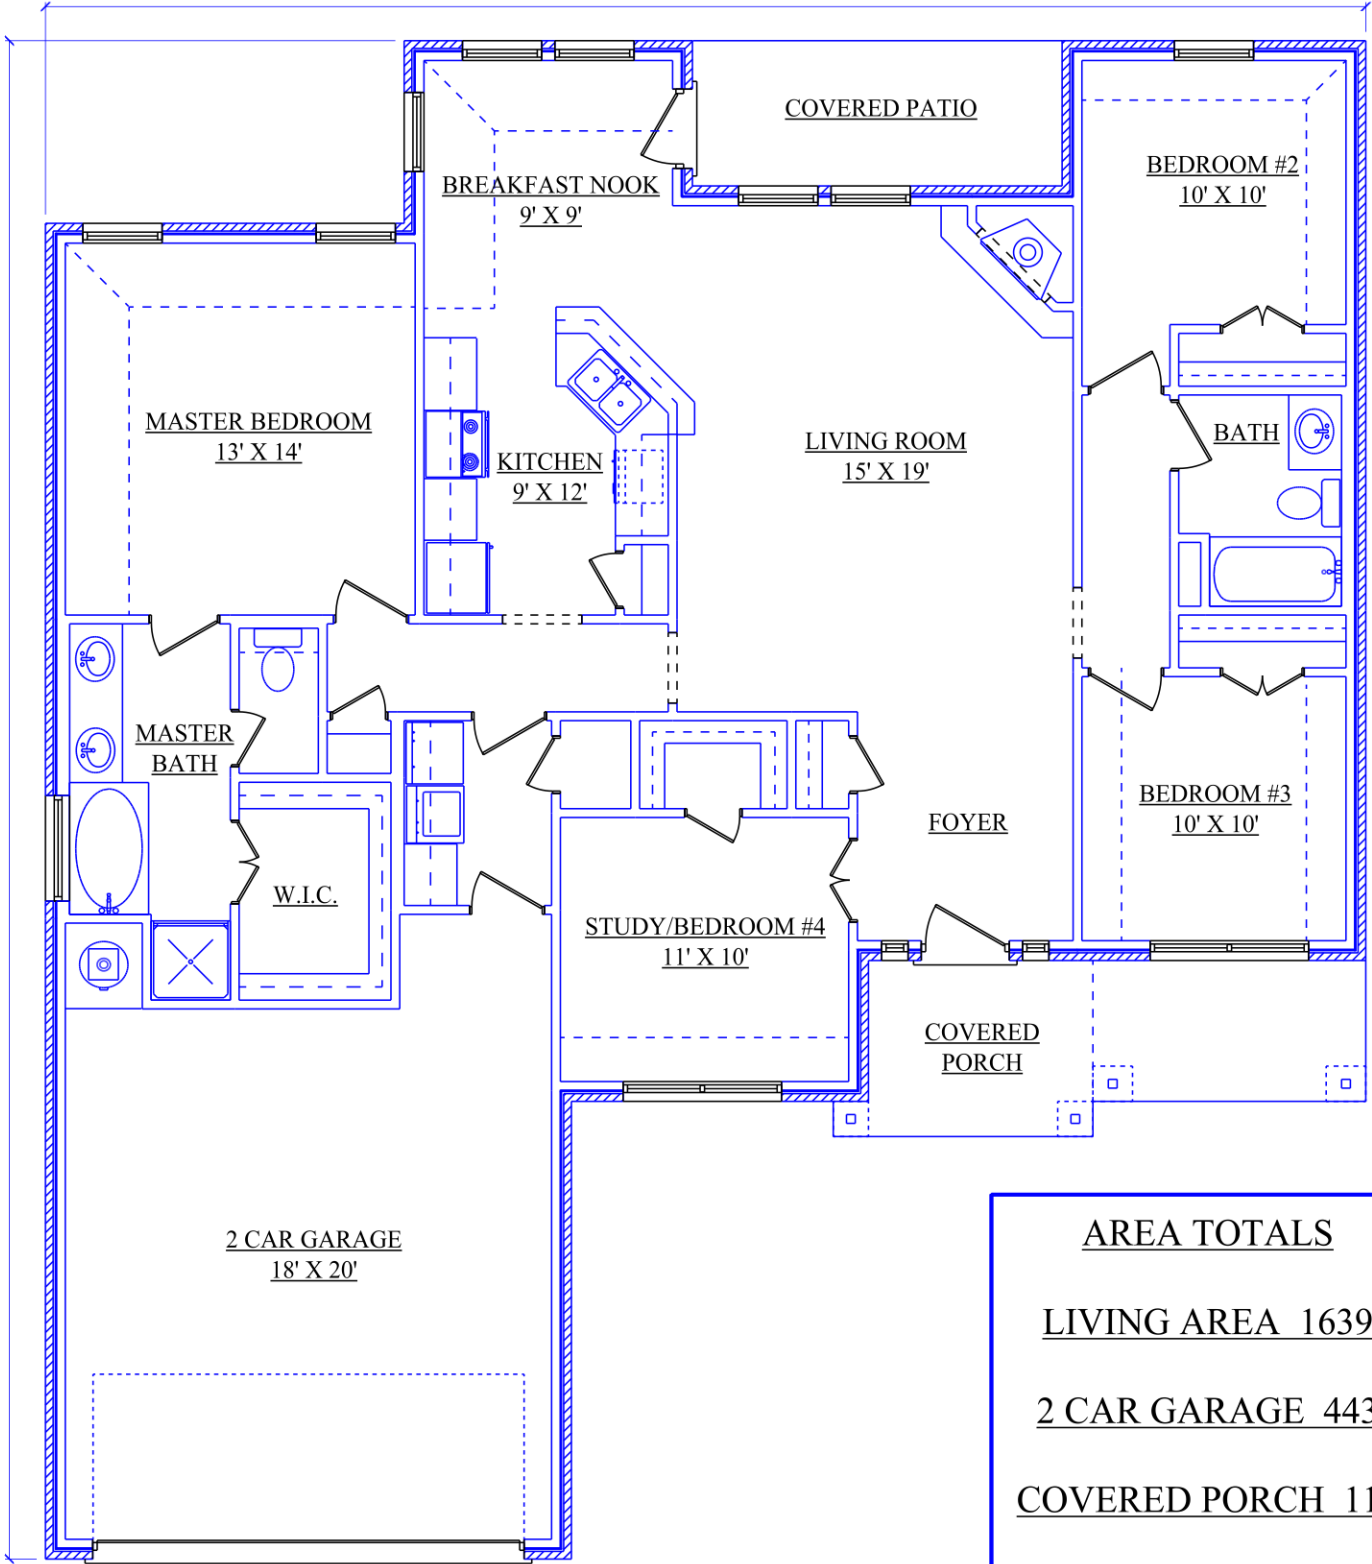 COVERED PATIO
BEDROOM #2
10' X 10'
BREAKFAST NOOK
9' X 9'
MASTER BEDROOM
13' X 14'
KITCHEN
9' X 12'
LIVING ROOM
15' X 19'
BATH
MASTER
BATH
BEDROOM #3
10' X 10'
FOYER
W.I.C.
STUDY/BEDROOM #4
11' X 10'
COVERED
PORCH
2 CAR GARAGE
18' X 20'
AREA TOTALS
LIVING AREA 1639
2 CAR GARAGE 443
COVERED PORCH 11